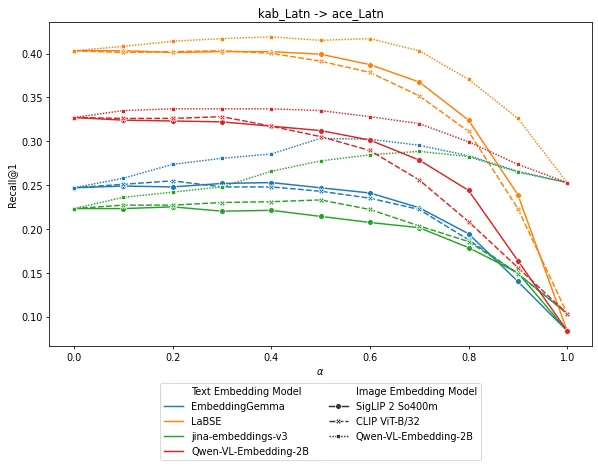 kab_Latn -> ace_Latn
Recall@1
0.40
0.35
0.30
0.25
0.20
0.15
0.10
0.0 0.2 0.4 0.6 0.8 1.0
α
Text Embedding Model Image Embedding Model
EmbeddingGemma SigLIP 2 So400m
LaBSE CLIP ViT-B/32
jina-embeddings-v3 Qwen-VL-Embedding-2B
Qwen-VL-Embedding-2B